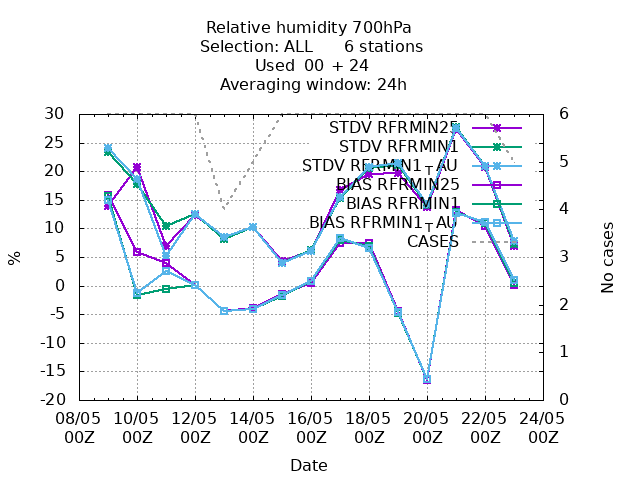 Relative humidity 700hPa
Selection: ALL 6 stations
Used 00 + 24
Averaging window: 24h
30
25
20
15
10
5
0
-5
-10
-15
-20
%
6
5
4
3
2
1
0
No cases
STDV RFRMIN25
STDV RFRMIN1
STDV RFRMIN1_AU
BIAS RFRMIN25
BIAS RFRMIN1
BIAS RFRMIN1_AU
CASES
08/05 10/05 12/05 14/05 16/05 18/05 20/05 22/05 24/05
00Z 00Z 00Z 00Z 00Z 00Z 00Z 00Z 00Z
Date